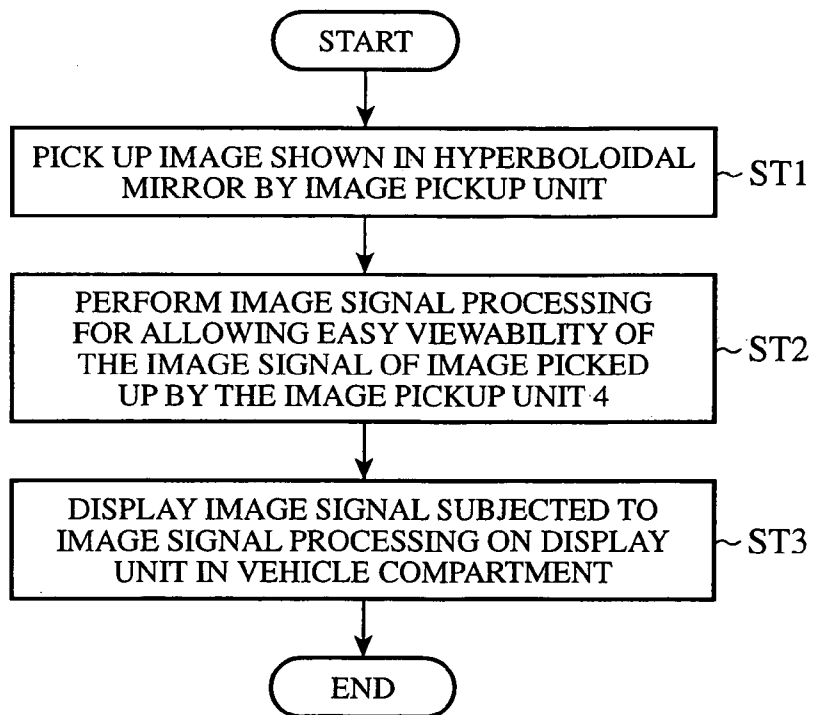 START
PICK UP IMAGE SHOWN IN HYPERBOLOIDAL
MIRROR BY IMAGE PICKUP UNIT
~ ST1
PERFORM IMAGE SIGNAL PROCESSING
FOR ALLOWING EASY VIEWABILITY OF
THE IMAGE SIGNAL OF IMAGE PICKED
UP BY THE IMAGE PICKUP UNIT 4
~ ST2
DISPLAY IMAGE SIGNAL SUBJECTED TO
IMAGE SIGNAL PROCESSING ON DISPLAY
UNIT IN VEHICLE COMPARTMENT
~ ST3
END